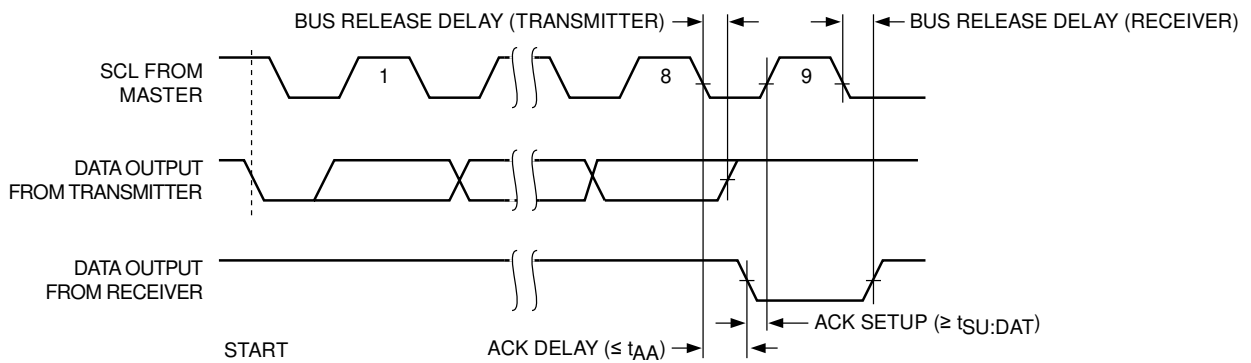 BUS RELEASE DELAY (TRANSMITTER)
BUS RELEASE DELAY (RECEIVER)
SCL FROM
MASTER
1
8
9
DATA OUTPUT
FROM TRANSMITTER
DATA OUTPUT
FROM RECEIVER
ACK SETUP (≥ tSU:DAT)
START
ACK DELAY (≤ tAA)